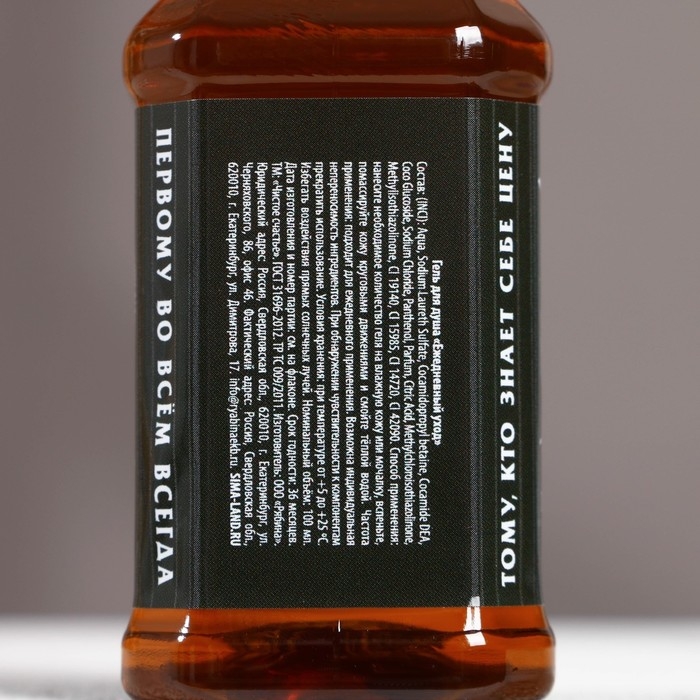 ПЕРВОМУ ВО ВСЁМ ВСЕГДА
Гель для душа «Ежедневный уход»
Состав: (INCI): Aqua, Sodium Laureth Sulfate, Cocamidopropyl betaine, Cocamide DEA,
Coco Glucoside, Sodium Chloride, Panthenol, Parfum, Citric Acid, Methylchloroisothiazolinone,
Methylisothiazolinone, CI 19140, CI 15985, CI 14720, CI 42090. Способ применения:
нанесите необходимое количество геля на влажную кожу или мочалку, вспеньте,
помассируйте кожу круговыми движениями и смойте тёплой водой. Частота
применения: подходит для ежедневного применения. Возможна индивидуальная
непереносимость ингредиентов. При обнаружении чувствительности к компонентам
прекратить использование. Условия хранения: при температуре от +5 до +25 °С.
Избегать воздействия прямых солнечных лучей. Номинальный объём: 100 мл.
Дата изготовления и номер партии: см. на флаконе. Срок годности: 36 месяцев.
ТМ: «Чистое счастье». ГОСТ 31696-2012. ТР ТС 009/2011. Изготовитель: ООО «Рябина».
Юридический адрес: Россия, Свердловская обл., 620010, г. Екатеринбург, ул.
Черняховского, 86, офис 46. Фактический адрес: Россия, Свердловская обл.,
620010, г. Екатеринбург, ул. Димитрова, 17. info@ryabinaekb.ru. SIMA-LAND.RU
ТОМУ, КТО ЗНАЕТ СЕБЕ ЦЕНУ